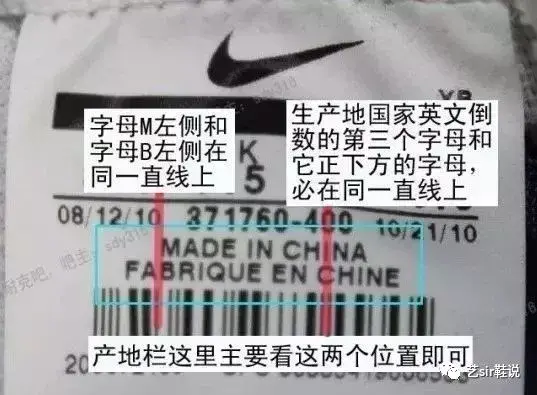 字母M左侧和
字母B左侧在
同一直线上
生产地国家英文倒
数的第三个字母和
它正下方的字母,
必在同一直线上
K
5
08/12/10 371760-400 10/21/10
MADE IN CHINA
FABRIQUE EN CHINE
产地栏这里主要看这两个位置即可
艺sir鞋说